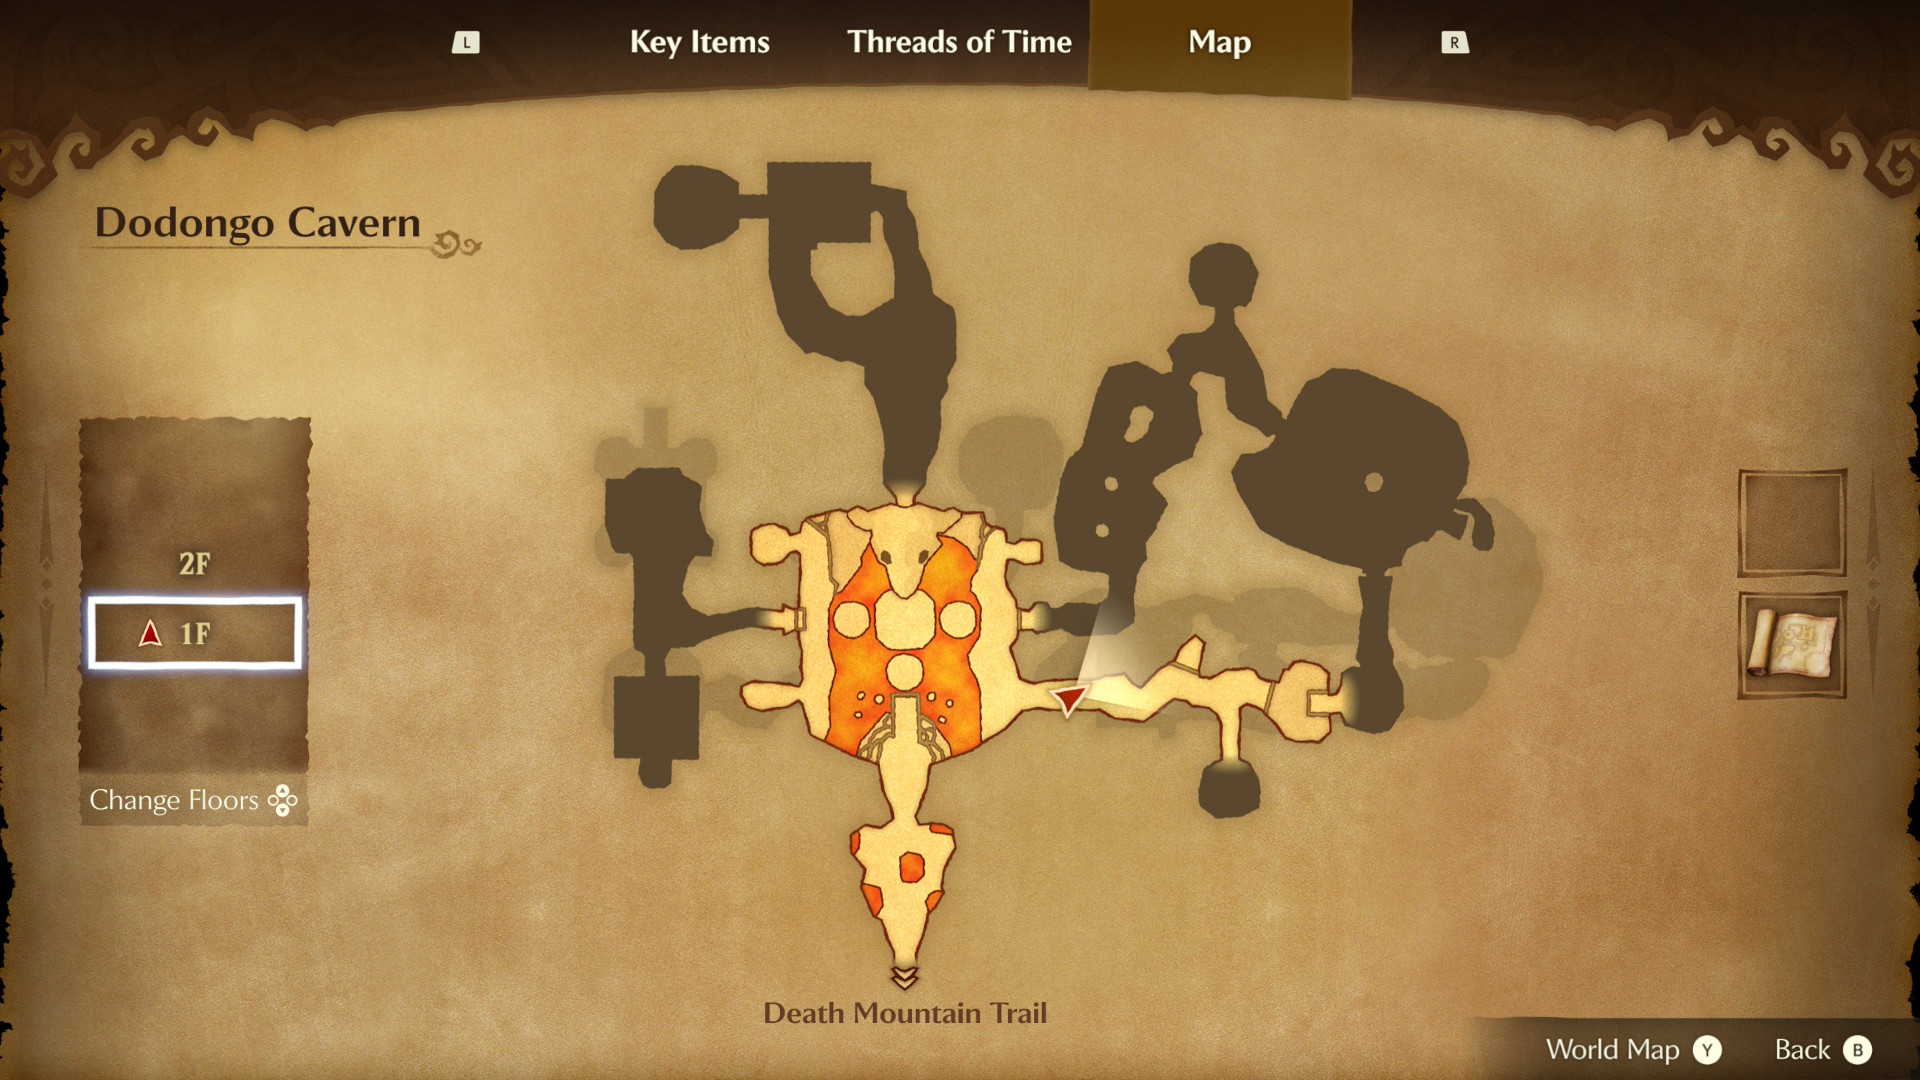 L
Key Items
Threads of Time
Map
R
Dodongo Cavern
2F
1F
Change Floors
Death Mountain Trail
World Map Y
Back B